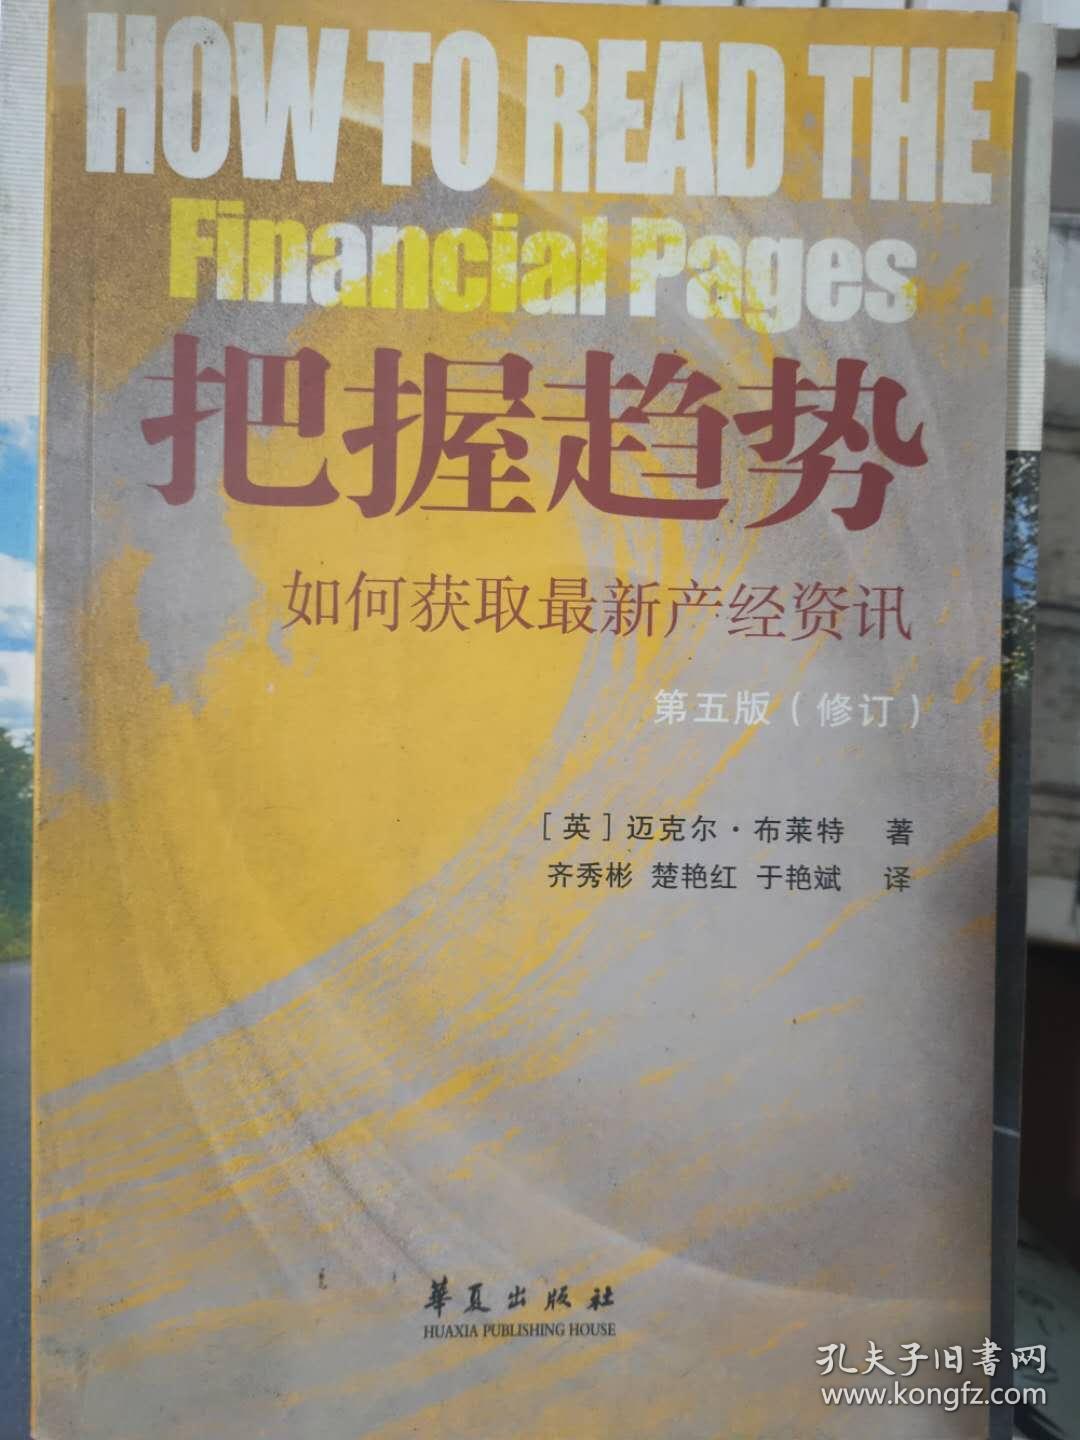 HOW TO READ THE
Financial Pages
把握趋势
如何获取最新产经资讯
第五版(修订)
[英]迈克尔·布莱特 著
齐秀彬 楚艳红 于艳斌 译
華夏出版社
HUAXIA PUBLISHING HOUSE
孔夫子旧書网
www.kongfz.com